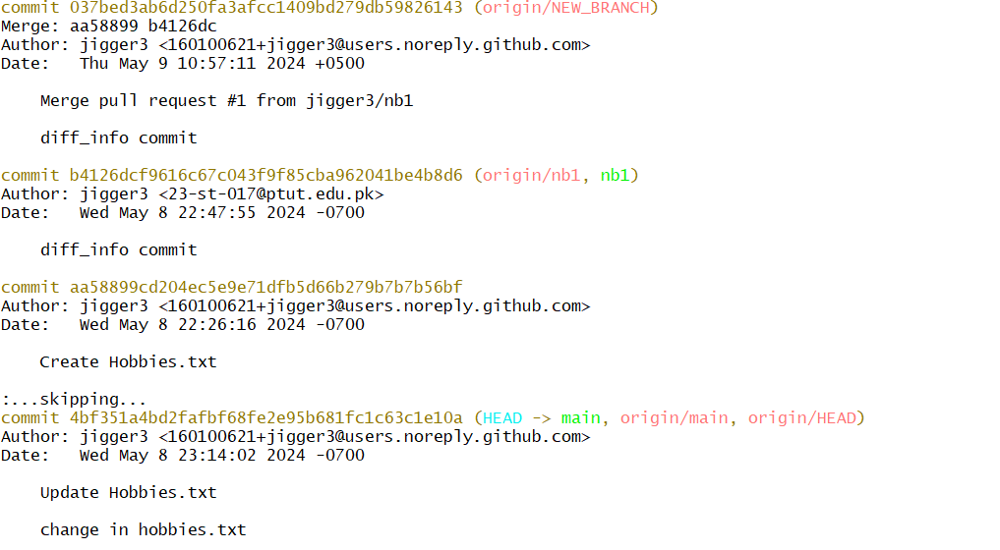 commit 037bed3ab6d250fa3afcc1409bd279db59826143 (origin/NEW_BRANCH)
Merge: aa58899 b4126dc
Author: jigger3 <160100621+jigger3@users.noreply.github.com>
Date:   Thu May 9 10:57:11 2024 +0500
    Merge pull request #1 from jigger3/nb1
    diff_info commit
commit b4126dcf9616c67c043f9f85cba962041be4b8d6 (origin/nb1, nb1)
Author: jigger3 <23-st-017@ptut.edu.pk>
Date:   Wed May 8 22:47:55 2024 -0700
    diff_info commit
commit aa58899cd204ec5e9e71dfb5d66b279b7b7b56bf
Author: jigger3 <160100621+jigger3@users.noreply.github.com>
Date:   Wed May 8 22:26:16 2024 -0700
    Create Hobbies.txt
:...skipping...
commit 4bf351a4bd2fafbf68fe2e95b681fc1c63c1e10a (HEAD -> main, origin/main, origin/HEAD)
Author: jigger3 <160100621+jigger3@users.noreply.github.com>
Date:   Wed May 8 23:14:02 2024 -0700
    Update Hobbies.txt
    change in hobbies.txt